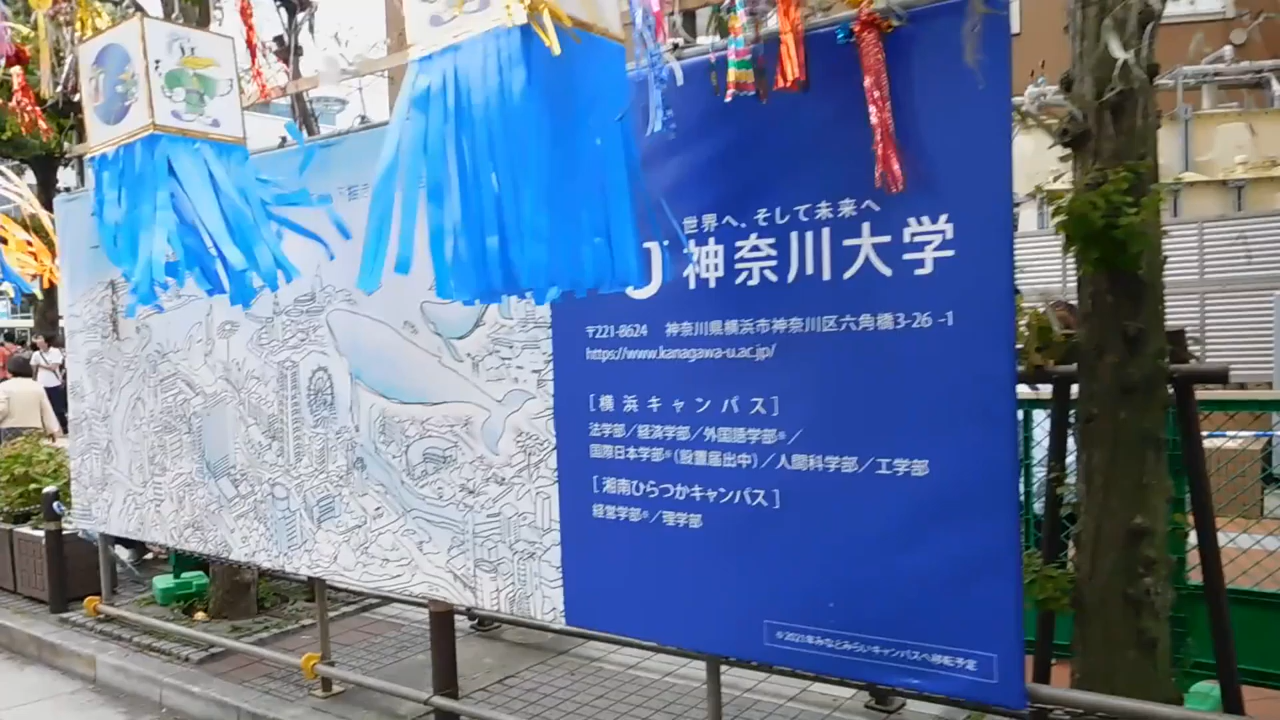 世界へ、そして未来へ
神奈川大学
〒221-8624 神奈川県横浜市神奈川区六角橋3-26-1
https://www.kanagawa-u.ac.jp/
[横浜キャンパス]
法学部/経済学部/外国語学部※/
国際日本学部※(設置届出中)/人間科学部/工学部
[湘南ひらつかキャンパス]
経営学部※/理学部
※2021年みなとみらいキャンパスへ移転予定